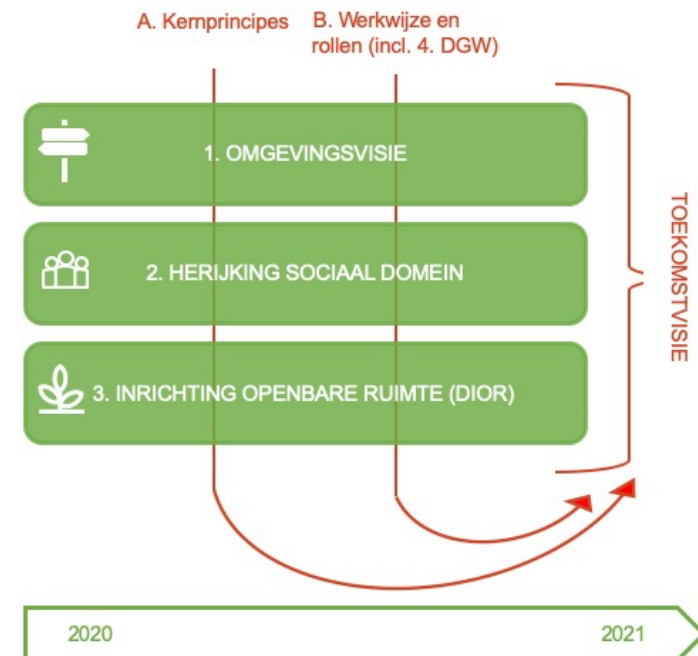 A. Kernprincipes
B. Werkwijze en
rollen (incl. 4. DGW)
1. OMGEVINGSVISIE
2. HERIJKING SOCIAAL DOMEIN
3. INRICHTING OPENBARE RUIMTE (DIOR)
TOEKOMSTVISIE
2020
2021